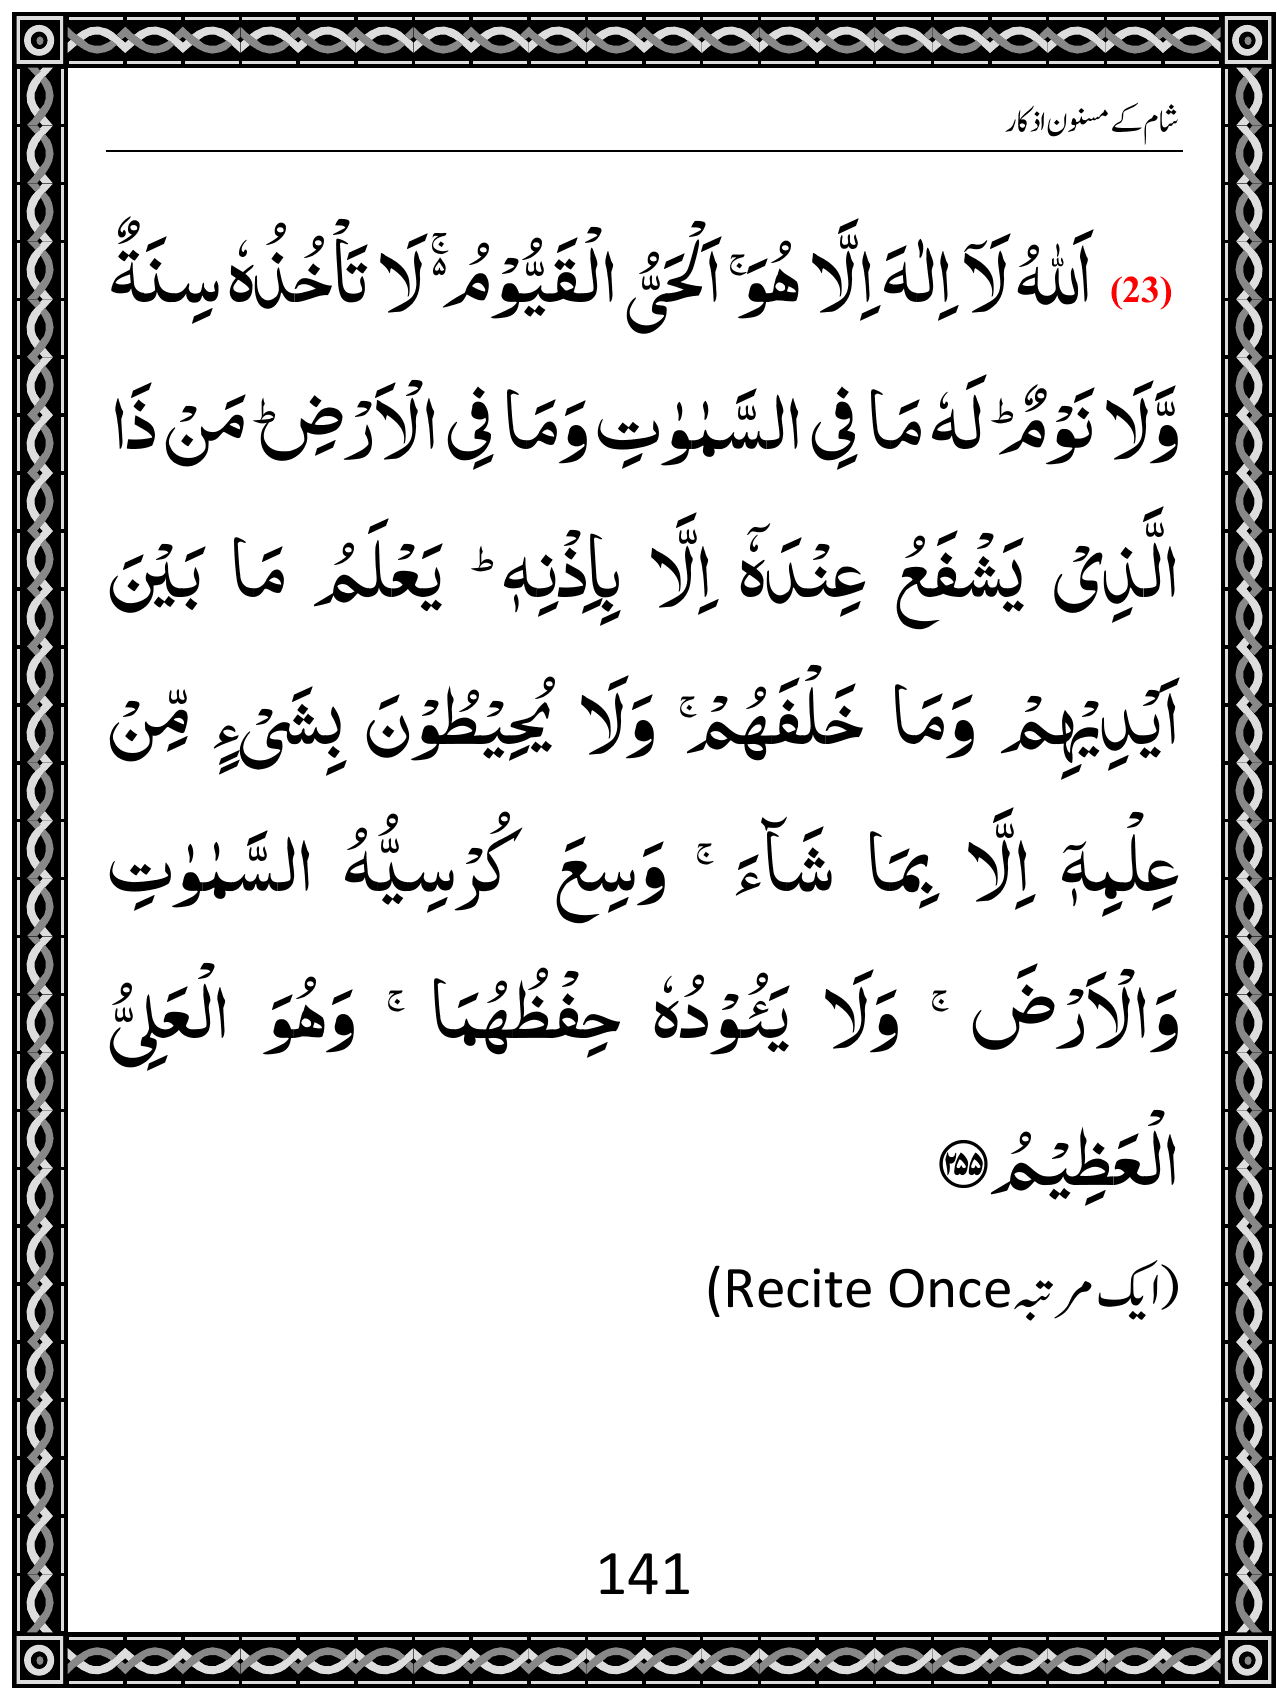 شام کے مسنون اذکار
(23) اَللّٰهُ لَاۤ اِلٰهَ اِلَّا هُوَ ۚ اَلْحَیُّ الْقَیُّوْمُ ۚ۬ لَا تَاْخُذُهٗ سِنَةٌ
وَّلَا نَوْمٌ ؕ لَهٗ مَا فِی السَّمٰوٰتِ وَمَا فِی الْاَرْضِ ؕ مَنْ ذَا
الَّذِیْ یَشْفَعُ عِنْدَهٗۤ اِلَّا بِاِذْنِهٖ ؕ یَعْلَمُ مَا بَیْنَ
اَیْدِیْهِمْ وَمَا خَلْفَهُمْ ۚ وَلَا یُحِیْطُوْنَ بِشَیْءٍ مِّنْ
عِلْمِهٖۤ اِلَّا بِمَا شَآءَ ۚ وَسِعَ كُرْسِیُّهُ السَّمٰوٰتِ
وَالْاَرْضَ ۚ وَلَا یَـُٔوْدُهٗ حِفْظُهُمَا ۚ وَهُوَ الْعَلِیُّ
الْعَظِیْمُ ۲۵۵
(ایک مرتبہ Recite Once)
141